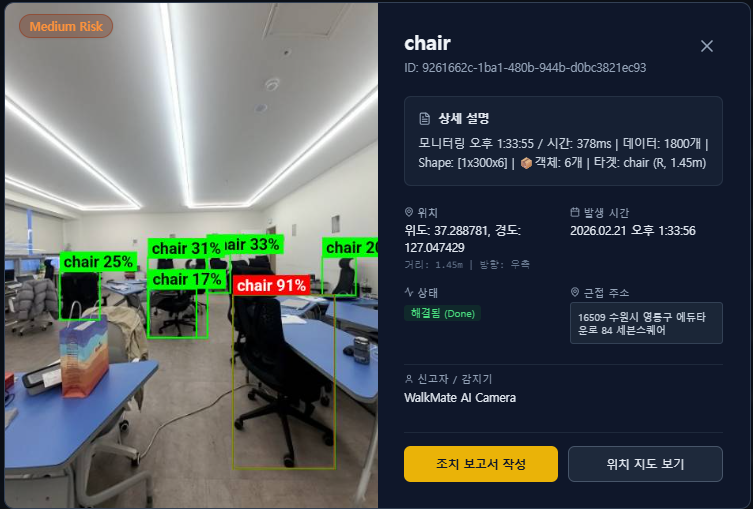 Medium Risk
chair 25%
chair 31%
air 33%
chair 20
chair 17%
chair 91%
chair
ID: 9261662c-1ba1-480b-944b-d0bc3821ec93
상세 설명
모니터링 오후 1:33:55 / 시간: 378ms | 데이터: 1800개 |
Shape: [1x300x6] | 📦객체: 6개 | 타겟: chair (R, 1.45m)
위치
위도: 37.288781, 경도:
127.047429
거리: 1.45m | 방향: 우측
발생 시간
2026.02.21 오후 1:33:56
상태
해결됨 (Done)
근접 주소
16509 수원시 영통구 에듀타
운로 84 세븐스퀘어
신고자 / 감지기
WalkMate AI Camera
조치 보고서 작성
위치 지도 보기